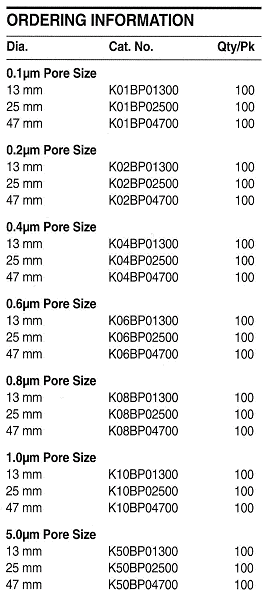 ORDERING INFORMATION
Dia. Cat. No. Qty/Pk
0.1µm Pore Size
13 mm K01BP01300 100
25 mm K01BP02500 100
47 mm K01BP04700 100
0.2µm Pore Size
13 mm K02BP01300 100
25 mm K02BP02500 100
47 mm K02BP04700 100
0.4µm Pore Size
13 mm K04BP01300 100
25 mm K04BP02500 100
47 mm K04BP04700 100
0.6µm Pore Size
13 mm K06BP01300 100
25 mm K06BP02500 100
47 mm K06BP04700 100
0.8µm Pore Size
13 mm K08BP01300 100
25 mm K08BP02500 100
47 mm K08BP04700 100
1.0µm Pore Size
13 mm K10BP01300 100
25 mm K10BP02500 100
47 mm K10BP04700 100
5.0µm Pore Size
13 mm K50BP01300 100
25 mm K50BP02500 100
47 mm K50BP04700 100